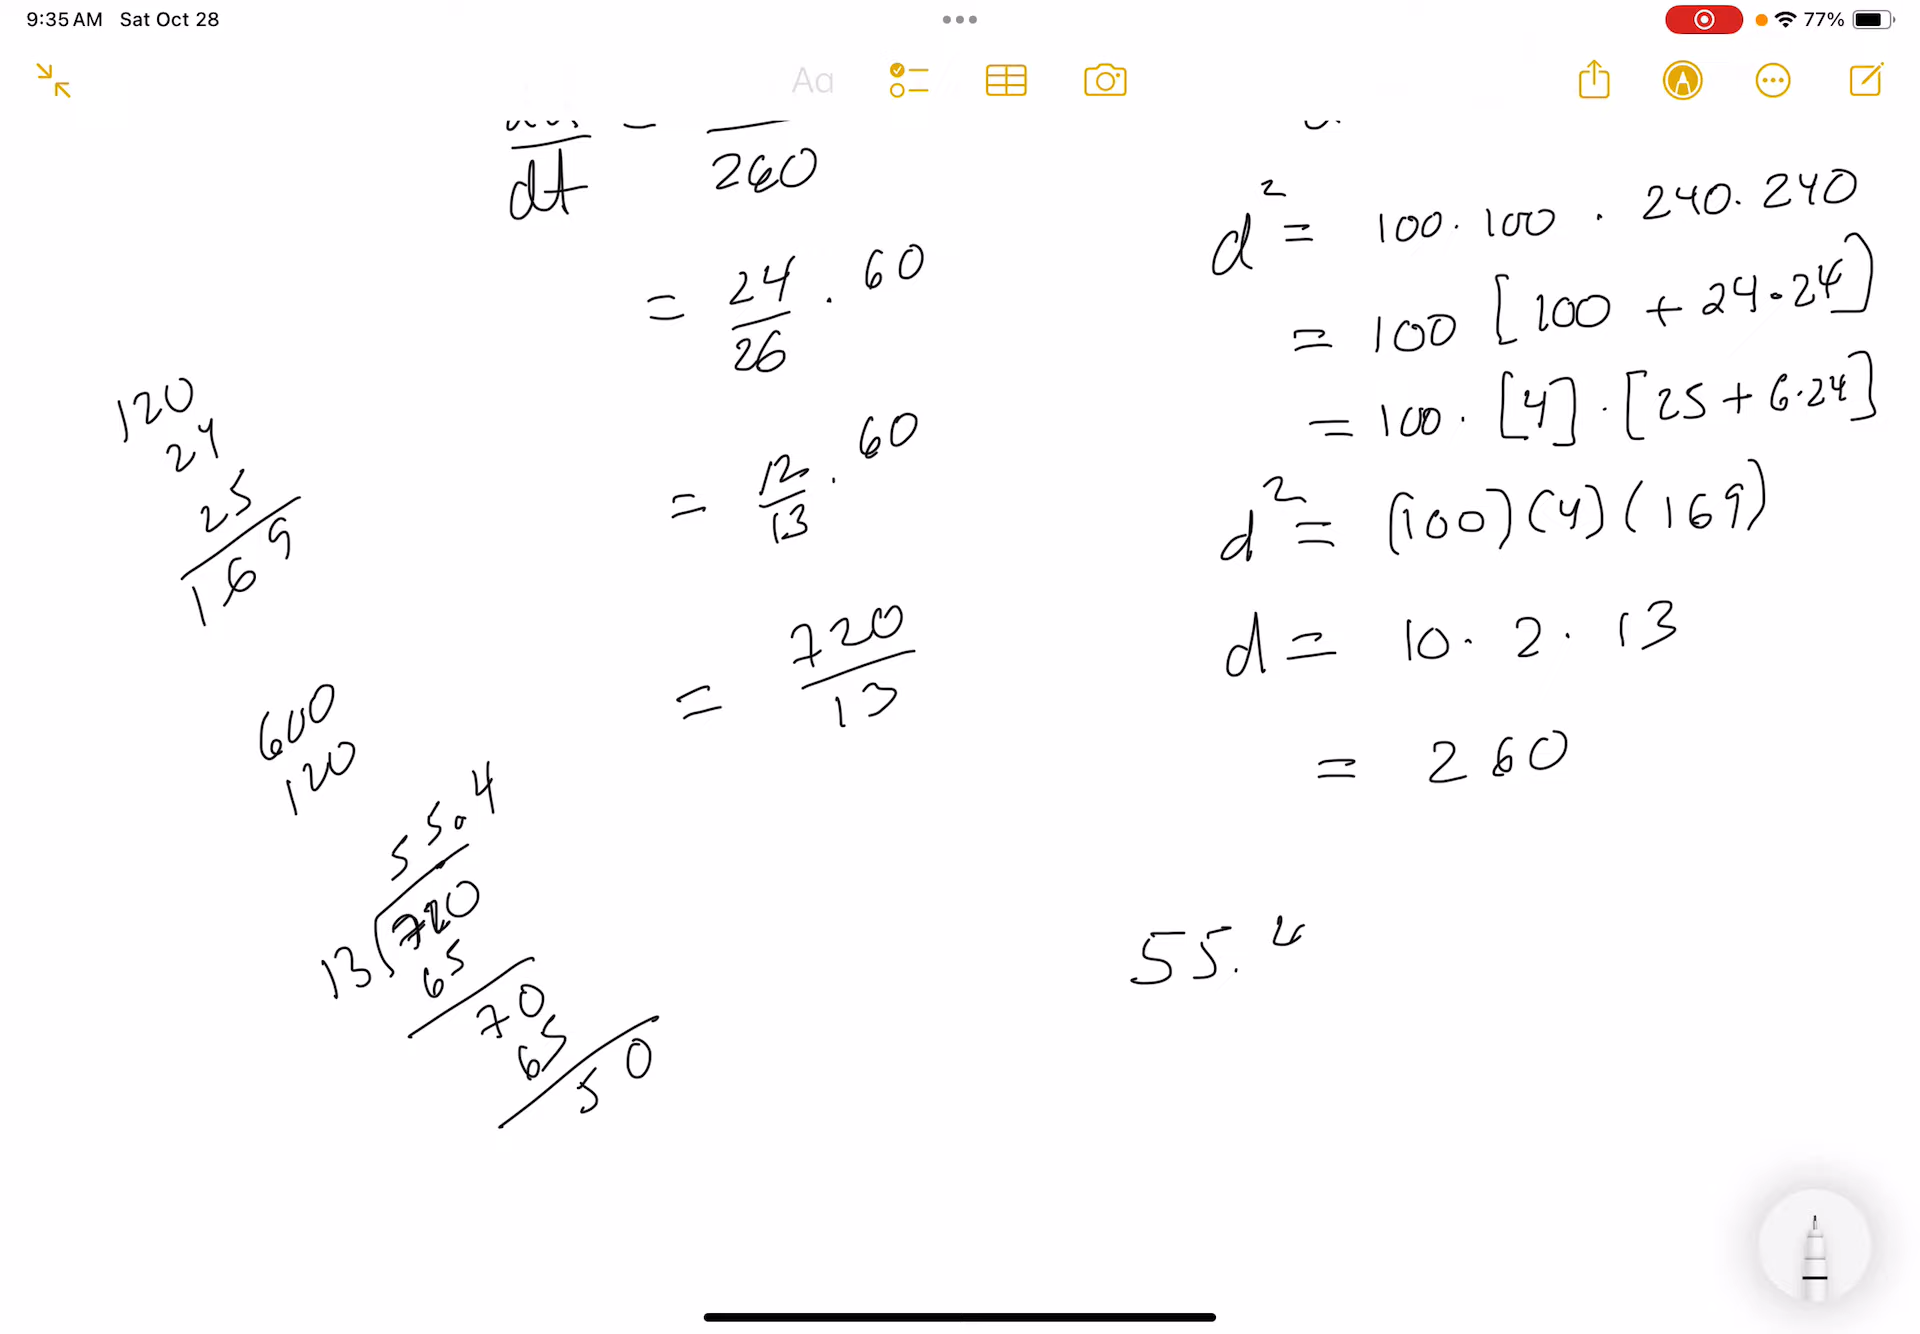 9:35 AM Sat Oct 28
77%
Aa
dt
260
= 24/26 . 60
= 12/13 . 60
= 720/13
120
24
25
169
600
120
55.4
13 720
65
70
65
50
d² = 100 . 100 . 240 . 240
= 100 [100 + 24 . 24]
= 100 . [4] . [25 + 6.24]
d² = (100)(4)(169)
d = 10 . 2 . 13
= 260
55.4